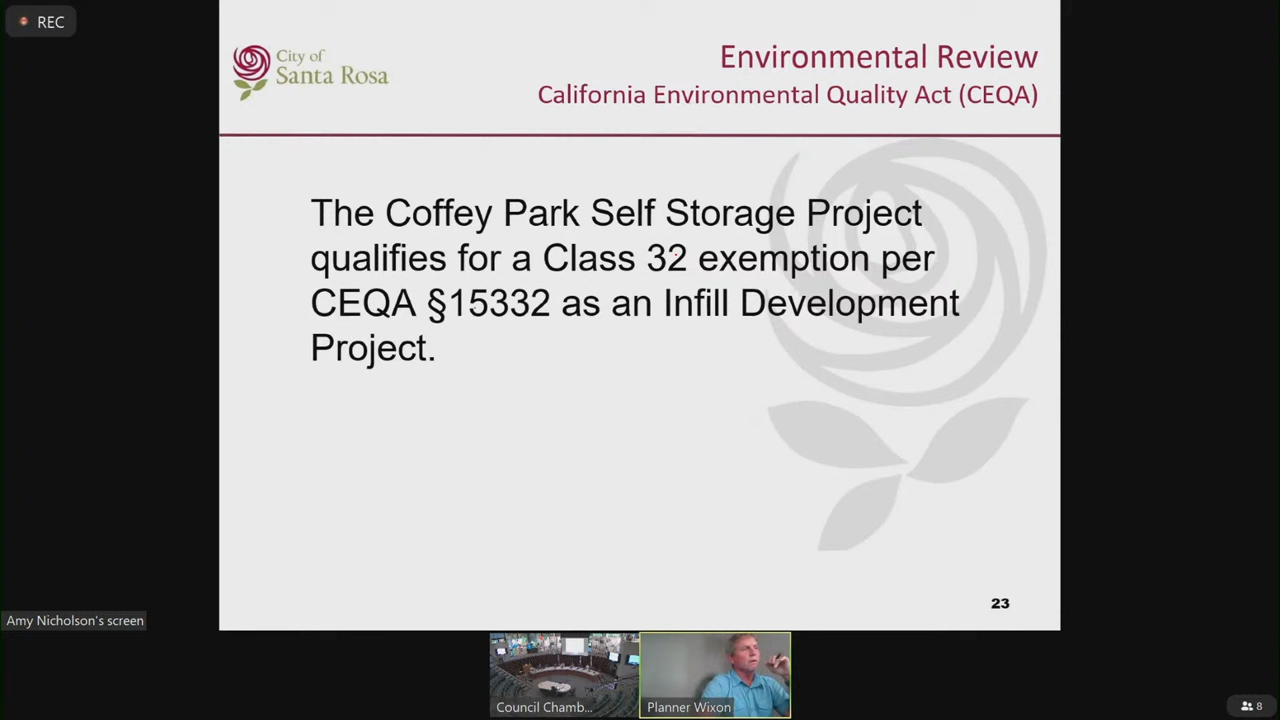 REC
City of
Santa Rosa
Environmental Review
California Environmental Quality Act (CEQA)
The Coffey Park Self Storage Project
qualifies for a Class 32 exemption per
CEQA §15332 as an Infill Development
Project.
23
Amy Nicholson's screen
Council Chamb...
Planner Wixon
8